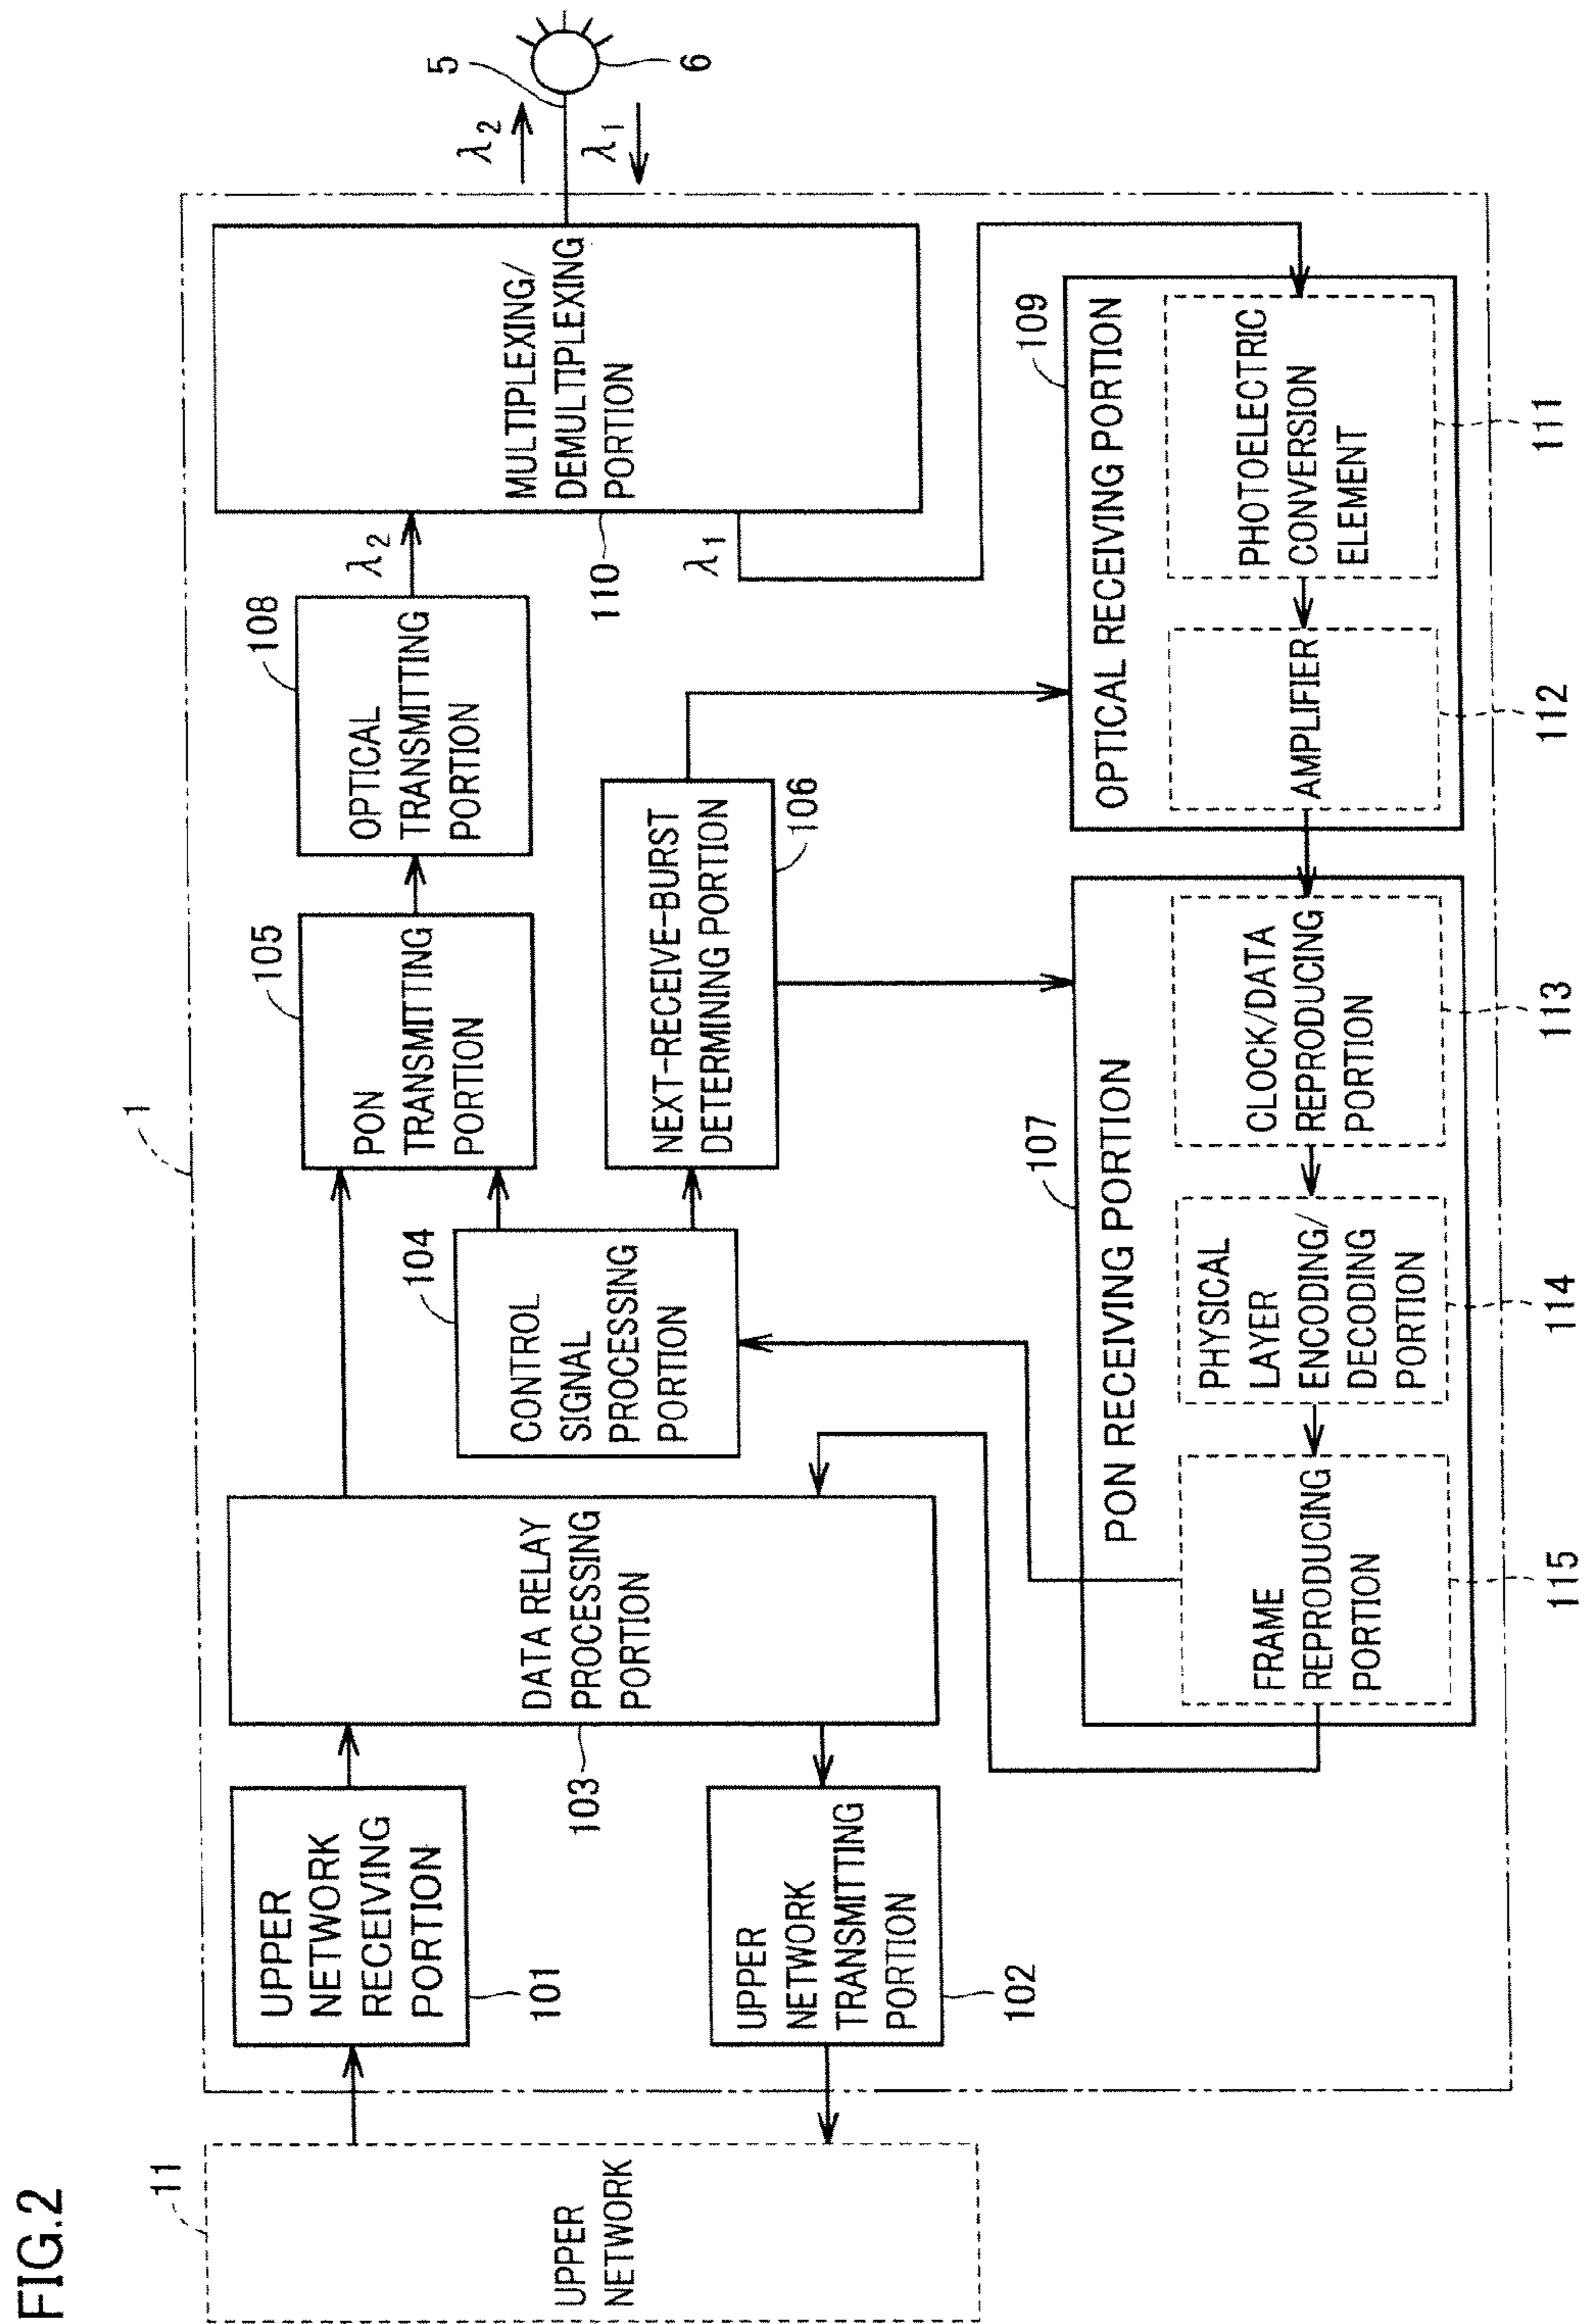 FIG.2
11
UPPER
NETWORK
1
UPPER
NETWORK
RECEIVING
PORTION
101
UPPER
NETWORK
TRANSMITTING
PORTION
102
DATA RELAY
PROCESSING
PORTION
103
CONTROL
SIGNAL
PROCESSING
PORTION
104
PON
TRANSMITTING
PORTION
105
NEXT-RECEIVE-BURST
DETERMINING PORTION
106
OPTICAL
TRANSMITTING
PORTION
108
λ2
MULTIPLEXING/
DEMULTIPLEXING
PORTION
110
λ1
λ2
λ1
5
6
PON RECEIVING PORTION
107
FRAME
REPRODUCING
PORTION
115
PHYSICAL
LAYER
ENCODING/
DECODING
PORTION
114
CLOCK/DATA
REPRODUCING
PORTION
113
OPTICAL RECEIVING PORTION
109
AMPLIFIER
112
PHOTOELECTRIC
CONVERSION
ELEMENT
111